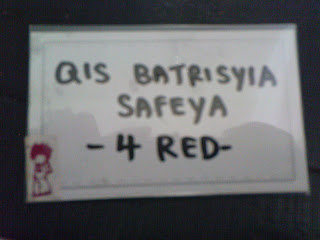 QIS BATRISYIA
SAFEYA
- 4 RED-